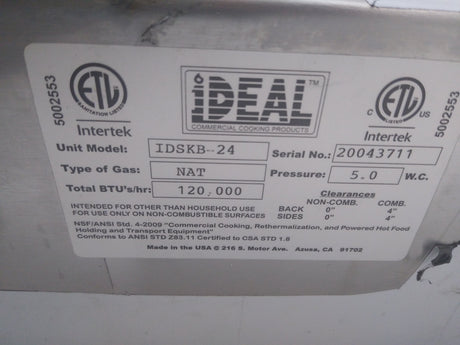 5002553
ETL
SANITATION LISTED
Intertek
iDEAL™
COMMERCIAL COOKING PRODUCTS
ETL
C US
LISTED
Intertek
5002553
Unit Model: IDSKB-24 Serial No.: 20043711
Type of Gas: NAT Pressure: 5.0 W.C.
Total BTU's/hr: 120,000 Clearances
NON-COMB. COMB.
INTENDED FOR OTHER THAN HOUSEHOLD USE BACK 0" 4"
FOR USE ONLY ON NON-COMBUSTIBLE SURFACES SIDES 0" 4"
NSF/ANSI Std. 4-2009 "Commercial Cooking, Rethermalization, and Powered Hot Food
Holding and Transport Equipment"
Conforms to ANSI STD Z83.11 Certified to CSA STD 1.8
Made in the USA @ 216 S. Motor Ave. Azusa, CA 91702